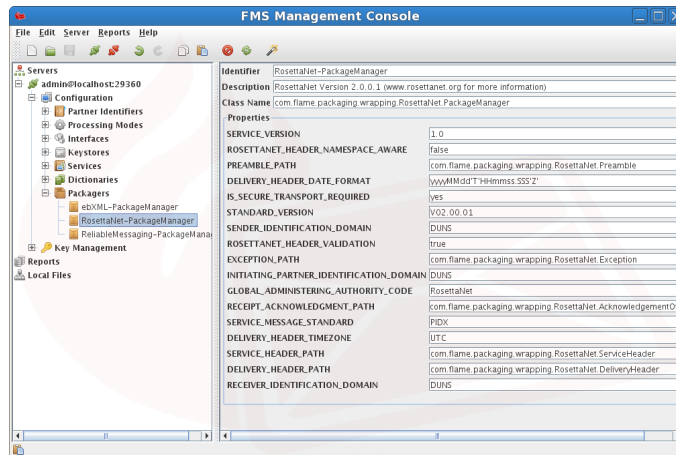 FMS Management Console
File Edit Server Reports Help
Servers
admin@localhost:29360
Configuration
Partner Identifiers
Processing Modes
Interfaces
Keystores
Services
Dictionaries
Packagers
ebXML-PackageManager
RosettaNet-PackageManager
ReliableMessaging-PackageMana
Key Management
Reports
Local Files
Identifier RosettaNet-PackageManager
Description RosettaNet Version 2.0.0.1 (www.rosettanet.org for more information)
Class Name com.flame.packaging.wrapping.RosettaNet.PackageManager
Properties
SERVICE_VERSION 1.0
ROSETTANET_HEADER_NAMESPACE_AWARE false
PREAMBLE_PATH com.flame.packaging.wrapping.RosettaNet.Preamble
DELIVERY_HEADER_DATE_FORMAT yyyyMMdd'T'HHmmss.SSS'Z'
IS_SECURE_TRANSPORT_REQUIRED yes
STANDARD_VERSION V02.00.01
SENDER_IDENTIFICATION_DOMAIN DUNS
ROSETTANET_HEADER_VALIDATION true
EXCEPTION_PATH com.flame.packaging.wrapping.RosettaNet.Exception
INITIATING_PARTNER_IDENTIFICATION_DOMAIN DUNS
GLOBAL_ADMINISTERING_AUTHORITY_CODE RosettaNet
RECEIPT_ACKNOWLEDGMENT_PATH com.flame.packaging.wrapping.RosettaNet.AcknowledgementO
SERVICE_MESSAGE_STANDARD PIDX
DELIVERY_HEADER_TIMEZONE UTC
SERVICE_HEADER_PATH com.flame.packaging.wrapping.RosettaNet.ServiceHeader
DELIVERY_HEADER_PATH com.flame.packaging.wrapping.RosettaNet.DeliveryHeader
RECEIVER_IDENTIFICATION_DOMAIN DUNS